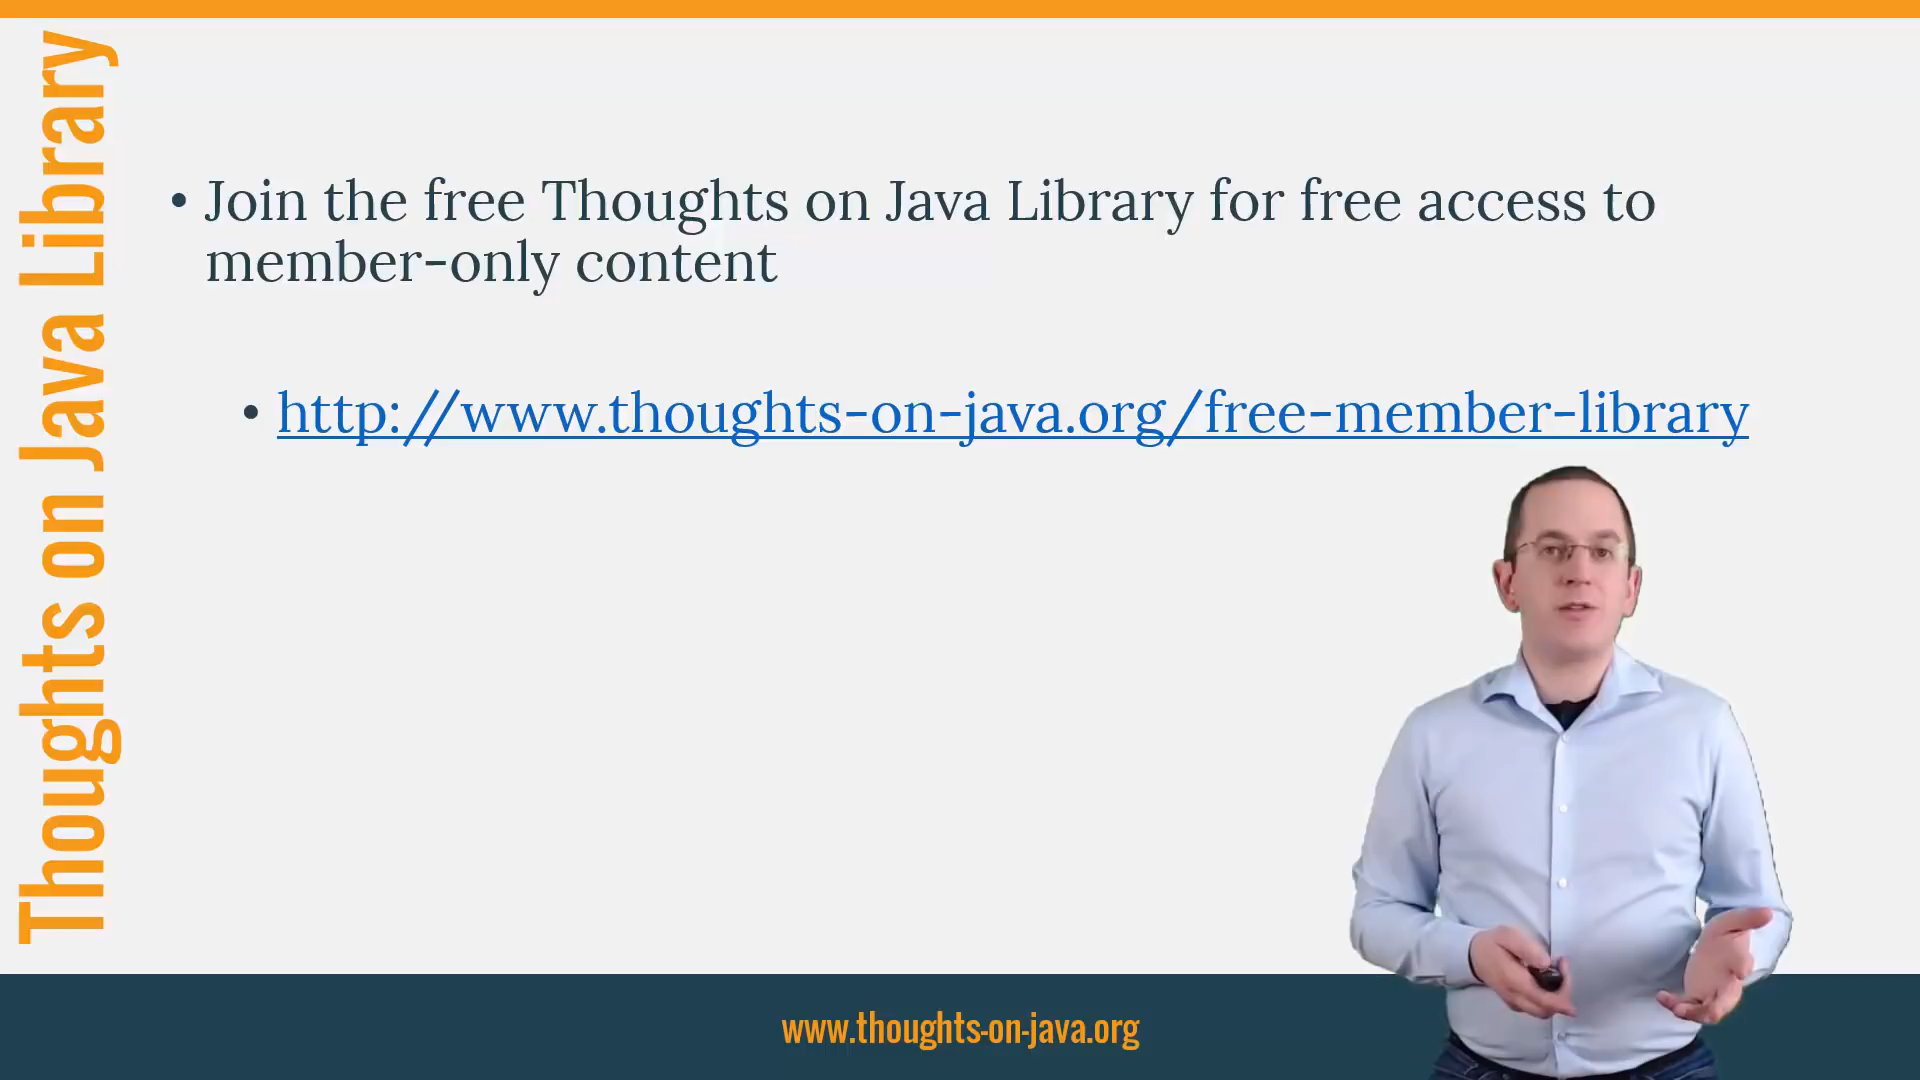 Thoughts on Java Library
• Join the free Thoughts on Java Library for free access to
member-only content
• http://www.thoughts-on-java.org/free-member-library
www.thoughts-on-java.org